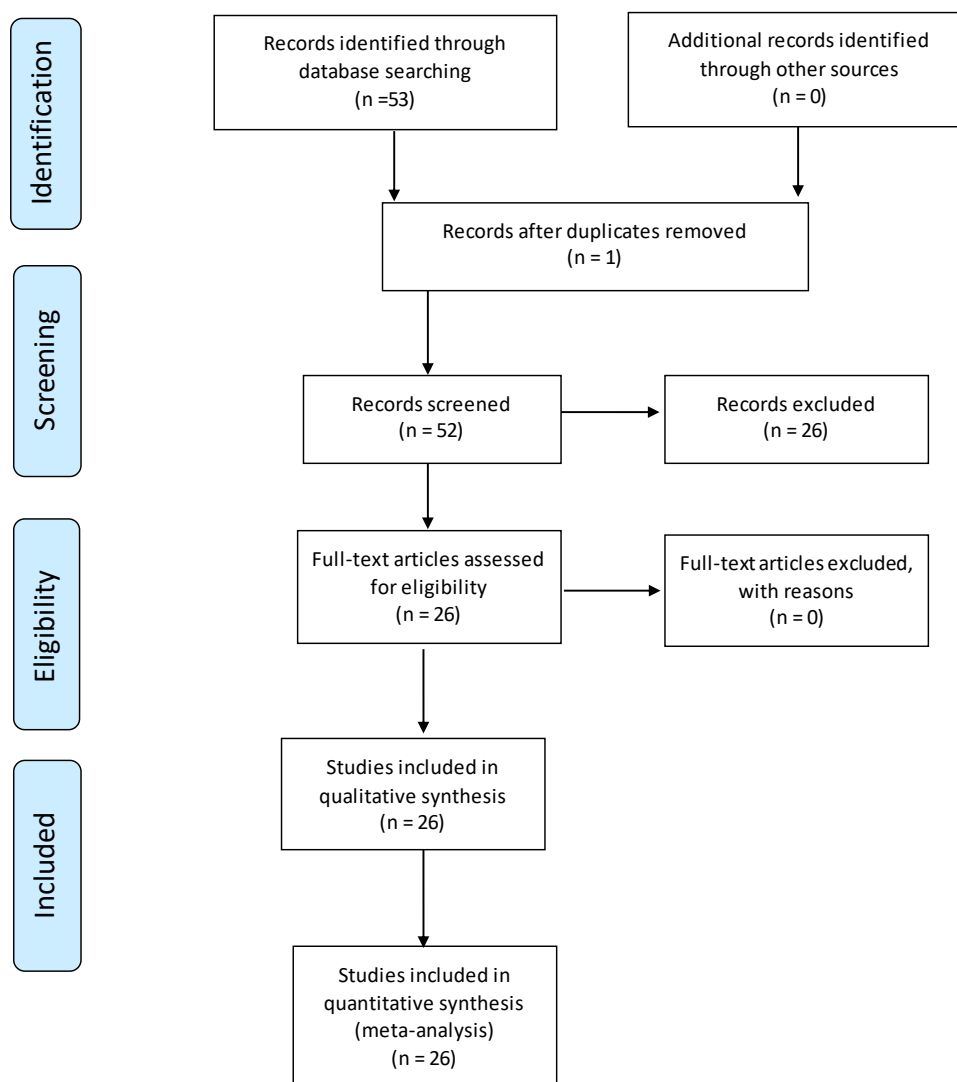 Identification
Records identified through
database searching
(n =53)
Additional records identified
through other sources
(n = 0)
Records after duplicates removed
(n = 1)
Screening
Records screened
(n = 52)
Records excluded
(n = 26)
Eligibility
Full-text articles assessed
for eligibility
(n = 26)
Full-text articles excluded,
with reasons
(n = 0)
Included
Studies included in
qualitative synthesis
(n = 26)
Studies included in
quantitative synthesis
(meta-analysis)
(n = 26)